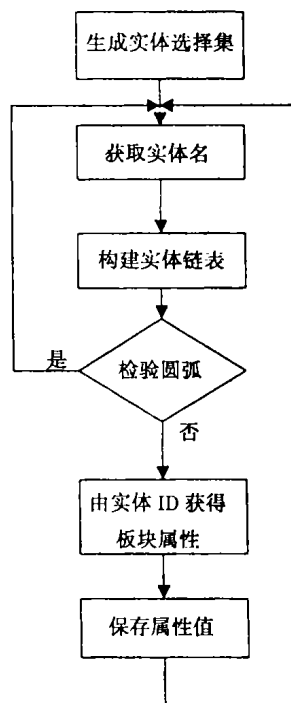 生成实体选择集
获取实体名
构建实体链表
是
检验圆弧
否
由实体 ID 获得
板块属性
保存属性值